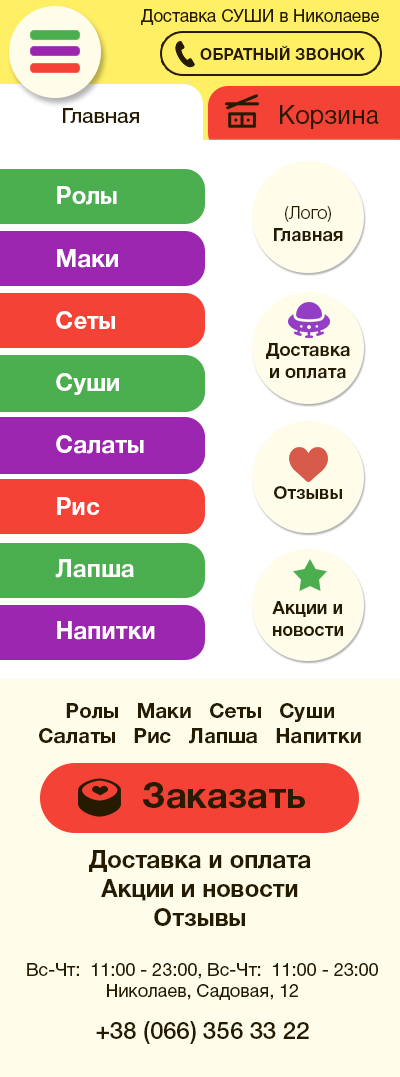 Доставка СУШИ в Николаеве
ОБРАТНЫЙ ЗВОНОК
Главная
Корзина
Ролы
Маки
Сеты
Суши
Салаты
Рис
Лапша
Напитки
(Лого)
Главная
Доставка
и оплата
Отзывы
Акции и
новости
Ролы Маки Сеты Суши
Салаты Рис Лапша Напитки
Заказать
Доставка и оплата
Акции и новости
Отзывы
Вс-Чт: 11:00 - 23:00, Вс-Чт: 11:00 - 23:00
Николаев, Садовая, 12
+38 (066) 356 33 22